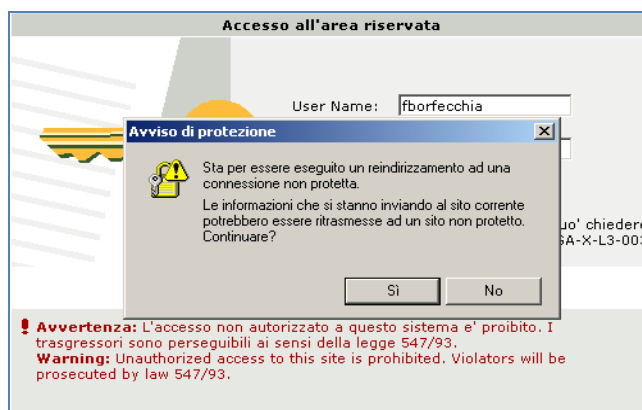 Accesso all'area riservata
User Name: fborfecchia
Avviso di protezione
Sta per essere eseguito un reindirizzamento ad una
connessione non protetta.
Le informazioni che si stanno inviando al sito corrente
potrebbero essere ritrasmesse ad un sito non protetto.
Continuare?
chiedere
Sì No
Avvertenza: L'accesso non autorizzato a questo sistema e' proibito. I
trasgressori sono perseguibili ai sensi della legge 547/93.
Warning: Unauthorized access to this site is prohibited. Violators will be
prosecuted by law 547/93.